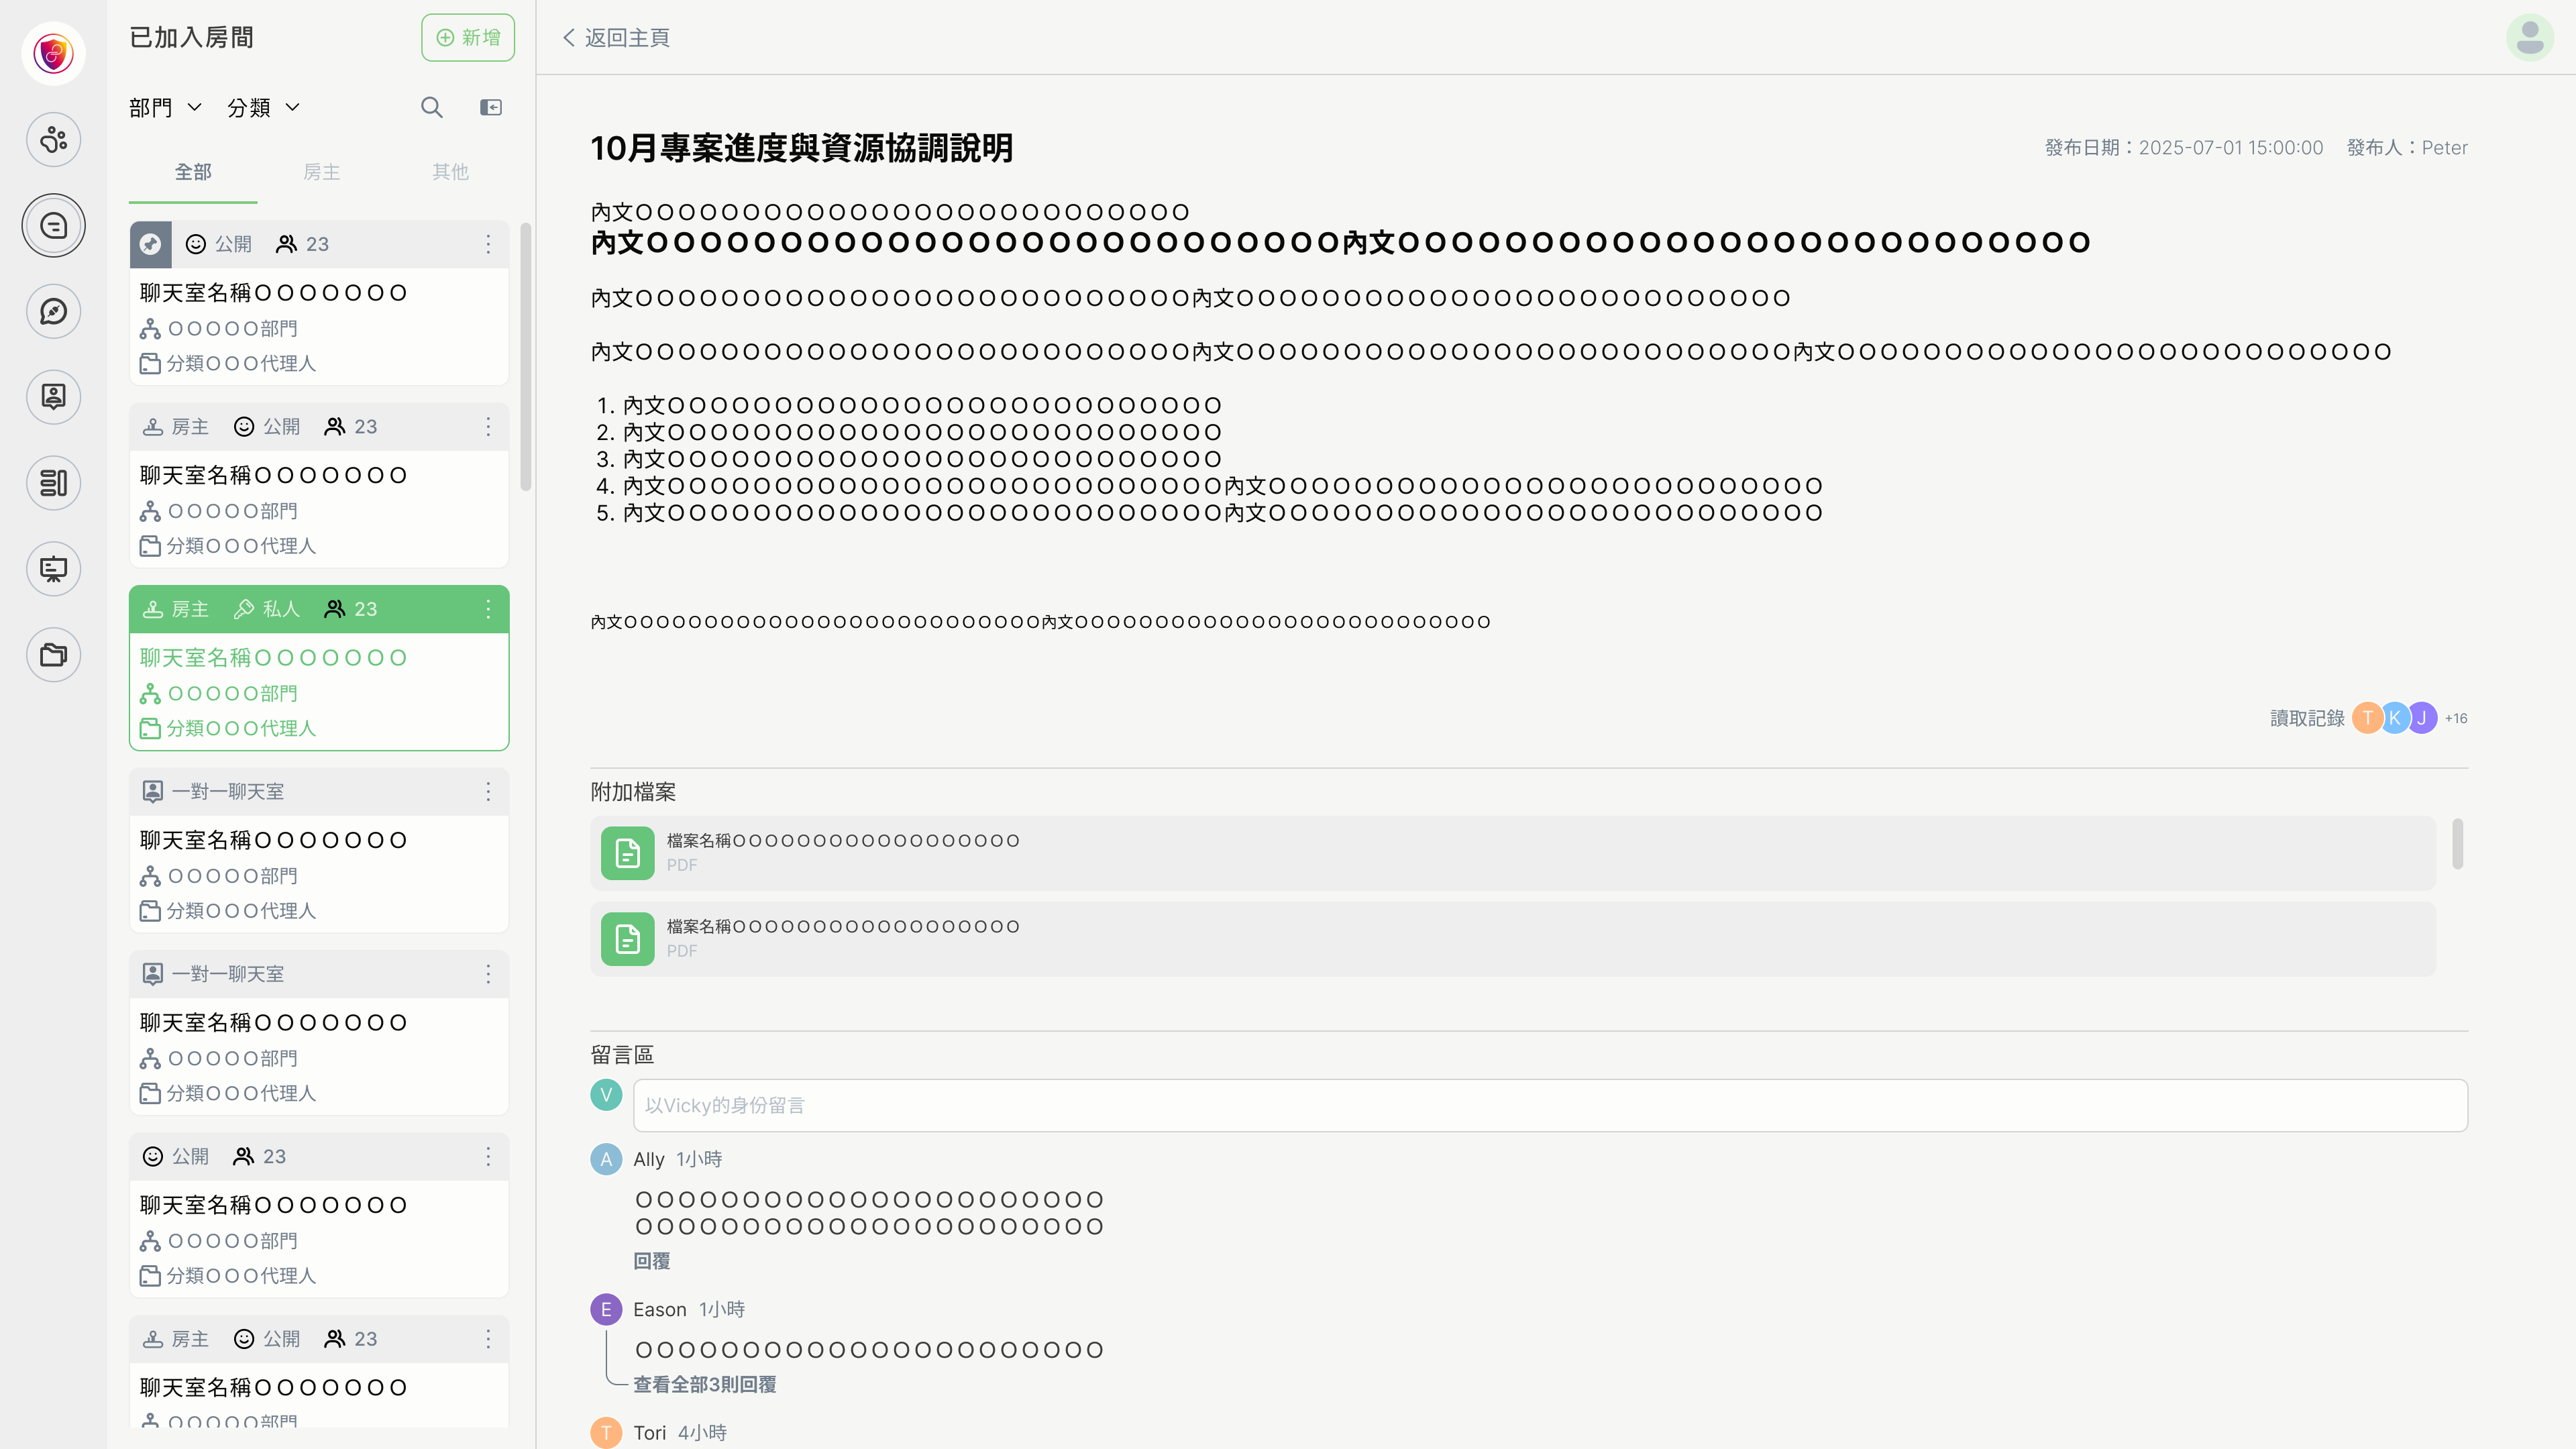 已加入房間
新增
部門
分類
全部
房主
其他
公開 23
聊天室名稱ＯＯＯＯＯＯＯ
ＯＯＯＯＯ部門
分類ＯＯＯ代理人
房主 公開 23
聊天室名稱ＯＯＯＯＯＯＯ
ＯＯＯＯＯ部門
分類ＯＯＯ代理人
房主 私人 23
聊天室名稱ＯＯＯＯＯＯＯ
ＯＯＯＯＯ部門
分類ＯＯＯ代理人
一對一聊天室
聊天室名稱ＯＯＯＯＯＯＯ
ＯＯＯＯＯ部門
分類ＯＯＯ代理人
一對一聊天室
聊天室名稱ＯＯＯＯＯＯＯ
ＯＯＯＯＯ部門
分類ＯＯＯ代理人
公開 23
聊天室名稱ＯＯＯＯＯＯＯ
ＯＯＯＯＯ部門
分類ＯＯＯ代理人
房主 公開 23
聊天室名稱ＯＯＯＯＯＯＯ
ＯＯＯＯＯ部門
返回主頁
10月專案進度與資源協調說明
發布日期：2025-07-01 15:00:00 發布人：Peter
內文ＯＯＯＯＯＯＯＯＯＯＯＯＯＯＯＯＯＯＯＯＯＯＯＯＯＯ
內文ＯＯＯＯＯＯＯＯＯＯＯＯＯＯＯＯＯＯＯＯＯＯＯＯＯＯ內文ＯＯＯＯＯＯＯＯＯＯＯＯＯＯＯＯＯＯＯＯＯＯＯＯＯＯ
內文ＯＯＯＯＯＯＯＯＯＯＯＯＯＯＯＯＯＯＯＯＯＯＯＯＯＯ內文ＯＯＯＯＯＯＯＯＯＯＯＯＯＯＯＯＯＯＯＯＯＯＯＯＯＯ
內文ＯＯＯＯＯＯＯＯＯＯＯＯＯＯＯＯＯＯＯＯＯＯＯＯＯＯ內文ＯＯＯＯＯＯＯＯＯＯＯＯＯＯＯＯＯＯＯＯＯＯＯＯＯＯ內文ＯＯＯＯＯＯＯＯＯＯＯＯＯＯＯＯＯＯＯＯＯＯＯＯＯＯ
1. 內文ＯＯＯＯＯＯＯＯＯＯＯＯＯＯＯＯＯＯＯＯＯＯＯＯＯＯ
2. 內文ＯＯＯＯＯＯＯＯＯＯＯＯＯＯＯＯＯＯＯＯＯＯＯＯＯＯ
3. 內文ＯＯＯＯＯＯＯＯＯＯＯＯＯＯＯＯＯＯＯＯＯＯＯＯＯＯ
4. 內文ＯＯＯＯＯＯＯＯＯＯＯＯＯＯＯＯＯＯＯＯＯＯＯＯＯＯ內文ＯＯＯＯＯＯＯＯＯＯＯＯＯＯＯＯＯＯＯＯＯＯＯＯＯＯ
5. 內文ＯＯＯＯＯＯＯＯＯＯＯＯＯＯＯＯＯＯＯＯＯＯＯＯＯＯ內文ＯＯＯＯＯＯＯＯＯＯＯＯＯＯＯＯＯＯＯＯＯＯＯＯＯＯ
內文ＯＯＯＯＯＯＯＯＯＯＯＯＯＯＯＯＯＯＯＯＯＯＯＯＯＯ內文ＯＯＯＯＯＯＯＯＯＯＯＯＯＯＯＯＯＯＯＯＯＯＯＯＯＯ
讀取記錄 T K J +16
附加檔案
檔案名稱ＯＯＯＯＯＯＯＯＯＯＯＯＯＯＯＯＯＯ
PDF
檔案名稱ＯＯＯＯＯＯＯＯＯＯＯＯＯＯＯＯＯＯ
PDF
留言區
V 以Vicky的身份留言
A Ally 1小時
ＯＯＯＯＯＯＯＯＯＯＯＯＯＯＯＯＯＯＯＯＯＯ
ＯＯＯＯＯＯＯＯＯＯＯＯＯＯＯＯＯＯＯＯＯＯ
回覆
E Eason 1小時
ＯＯＯＯＯＯＯＯＯＯＯＯＯＯＯＯＯＯＯＯＯＯ
查看全部3則回覆
T Tori 4小時